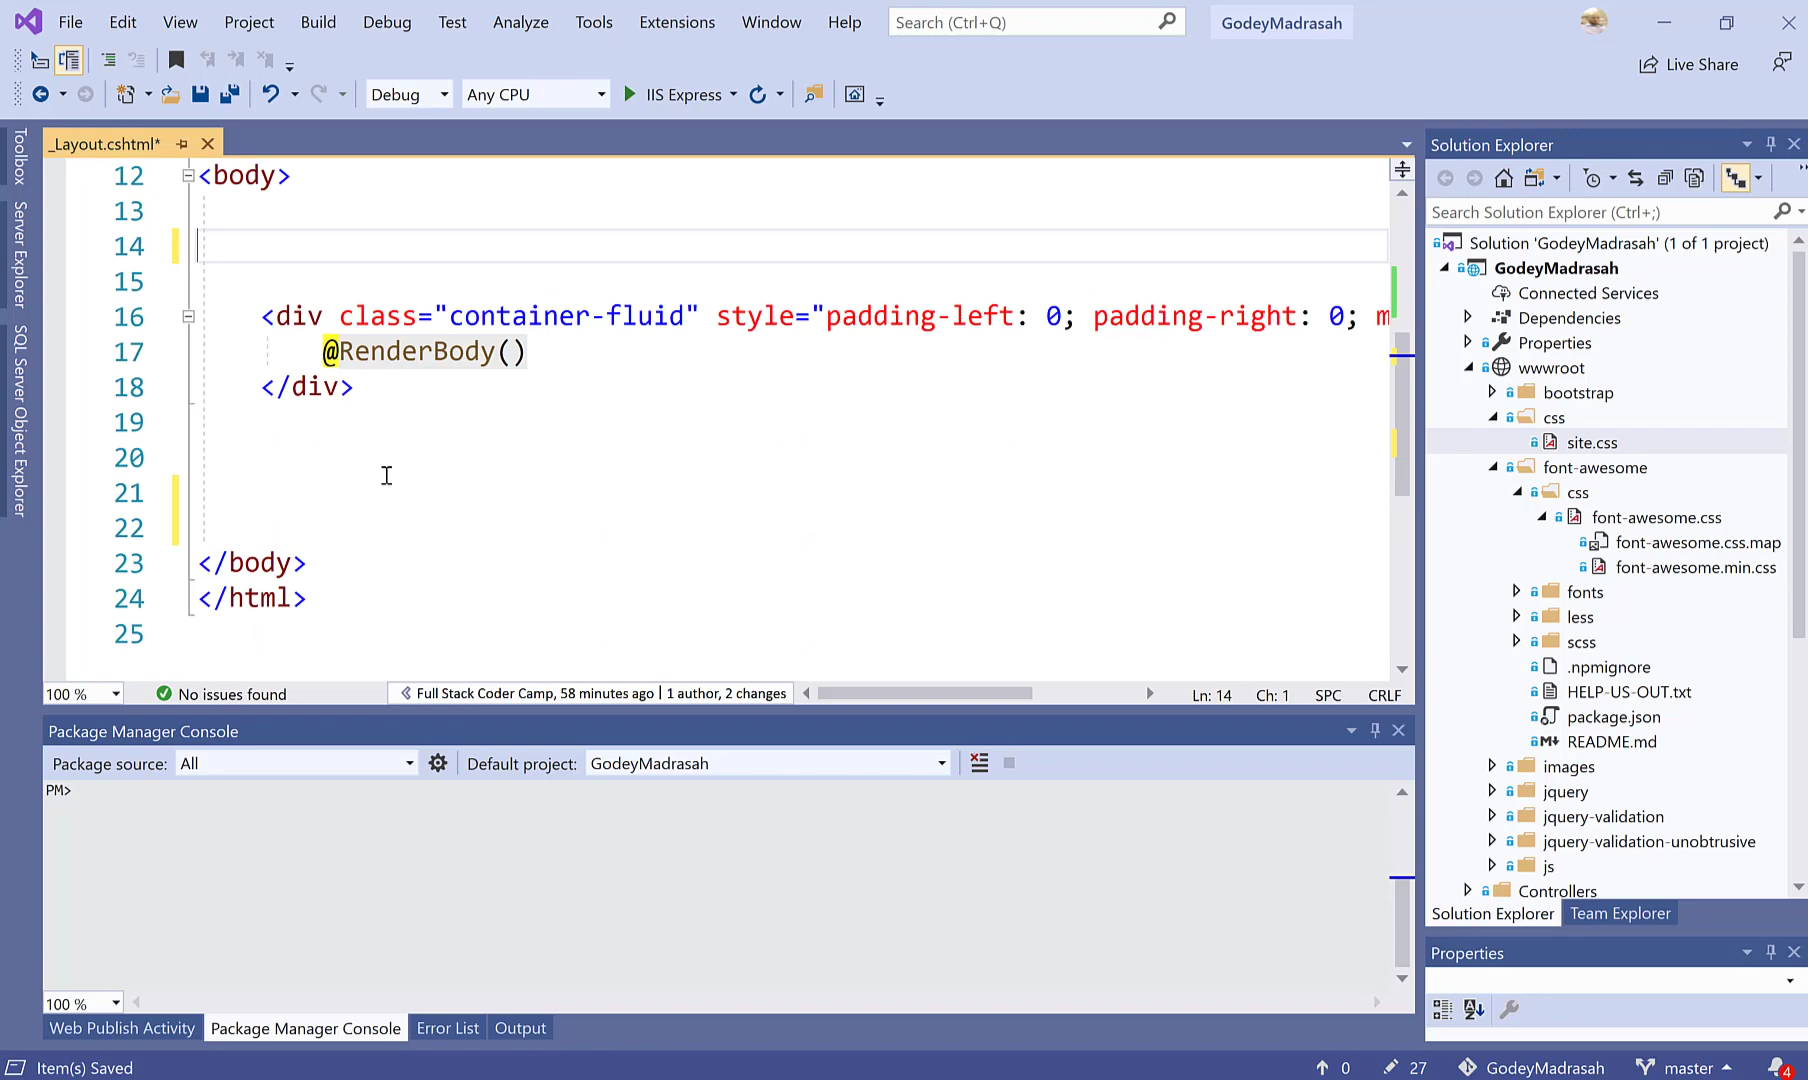 File Edit View Project Build Debug Test Analyze Tools Extensions Window Help Search (Ctrl+Q) GodeyMadrasah
Live Share
Debug Any CPU IIS Express
_Layout.cshtml*
Toolbox
Server Explorer
SQL Server Object Explorer
12 <body>
13
14
15
16 <div class="container-fluid" style="padding-left: 0; padding-right: 0; m
17 @RenderBody()
18 </div>
19
20
21
22
23 </body>
24 </html>
25
100 % No issues found Full Stack Coder Camp, 58 minutes ago | 1 author, 2 changes Ln: 14 Ch: 1 SPC CRLF
Package Manager Console
Package source: All Default project: GodeyMadrasah
PM>
100 %
Web Publish Activity Package Manager Console Error List Output
Solution Explorer
Search Solution Explorer (Ctrl+;)
Solution 'GodeyMadrasah' (1 of 1 project)
GodeyMadrasah
Connected Services
Dependencies
Properties
wwwroot
bootstrap
css
site.css
font-awesome
css
font-awesome.css
font-awesome.css.map
font-awesome.min.css
fonts
less
scss
.npmignore
HELP-US-OUT.txt
package.json
README.md
images
jquery
jquery-validation
jquery-validation-unobtrusive
js
Controllers
Solution Explorer Team Explorer
Properties
Item(s) Saved 0 27 GodeyMadrasah master 4